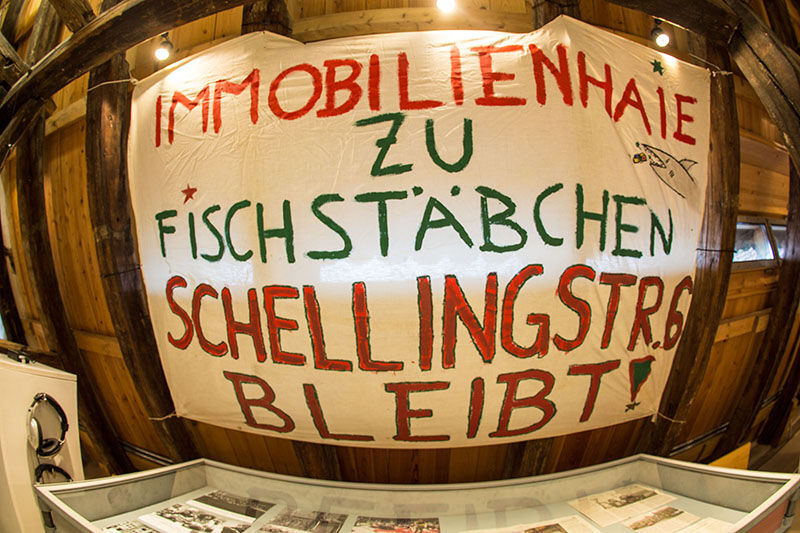 IMMOBILIENHAIE
ZU
FISCHSTÄBCHEN
SCHELLINGSTR.6
BLEIBT!